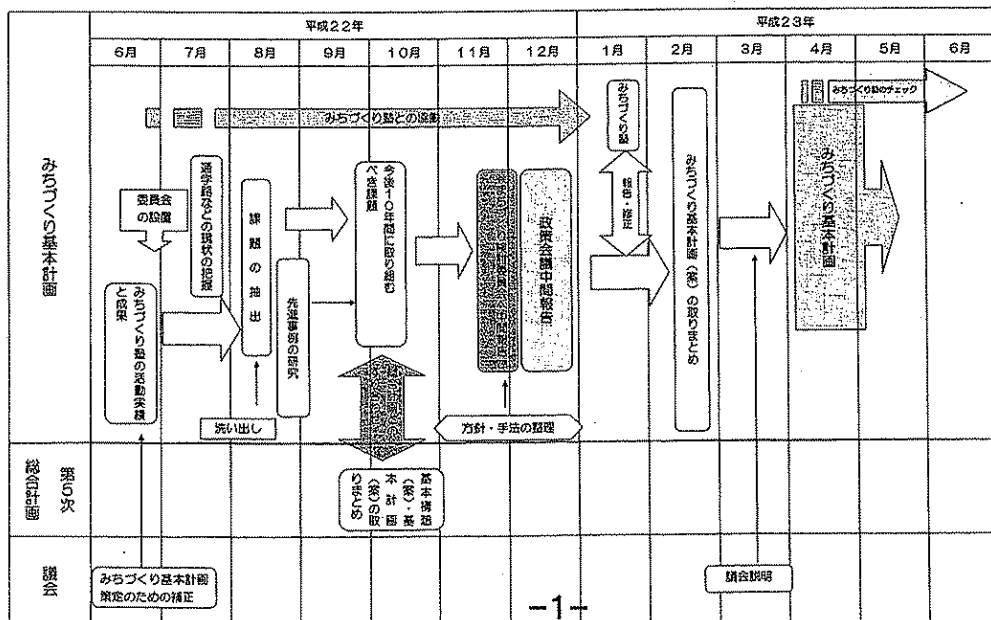 平成22年
平成23年
6月
7月
8月
9月
10月
11月
12月
1月
2月
3月
4月
5月
6月
みちづくり基本計画
みちづくり塾との協働
みちづくり塾のチェック
委員会
の設置
みちづくり塾の活動実績
と成果
通学路などの現状の把握
課題の抽出
洗い出し
先進事例の研究
今後10年間に取り組む
べき課題
政策会議中間報告
方針・手法の整理
みちづくり塾
報告・修正
みちづくり基本計画(案)の取りまとめ
みちづくり基本計画
第5次
総合計画
基本構想
(案)・基
本計画
(案)の取
りまとめ
議会
みちづくり基本計画
策定のための補正
議会説明
-1-